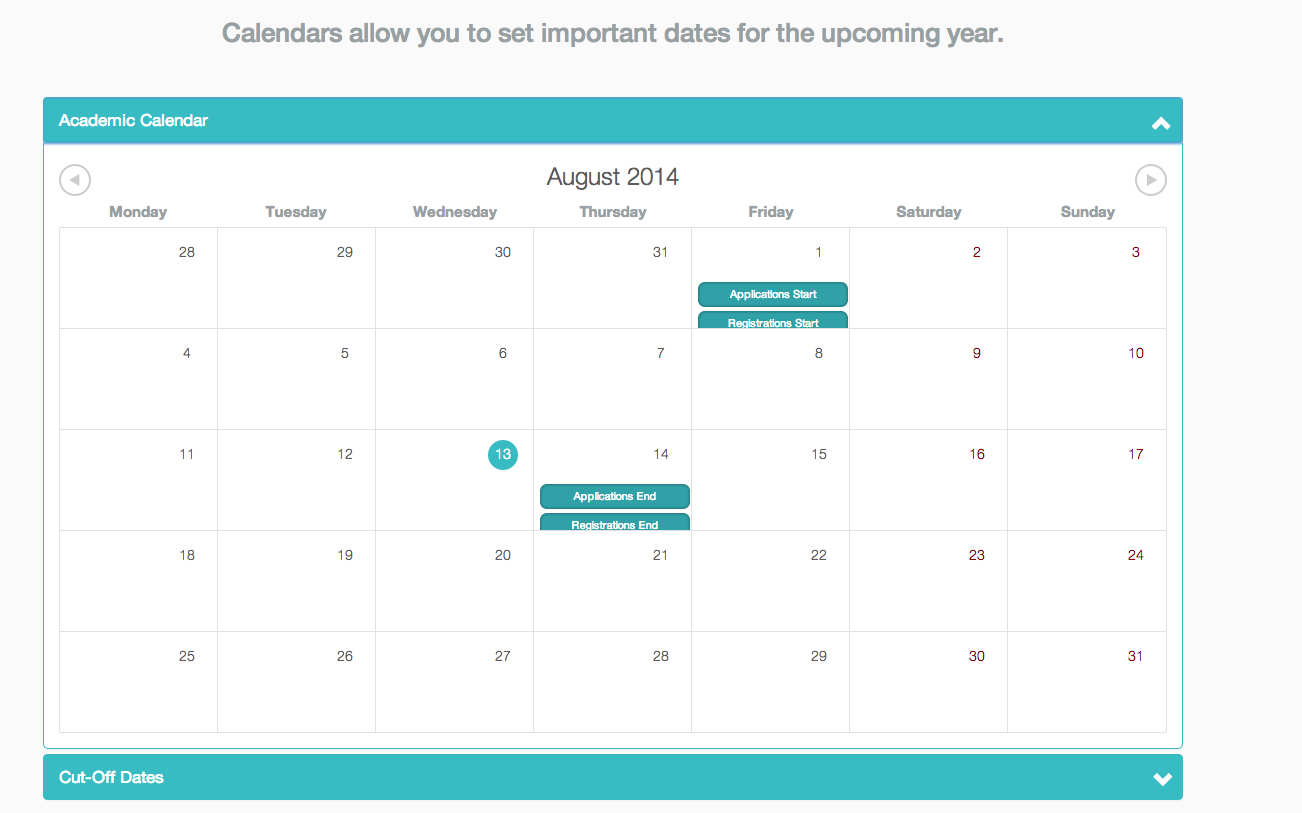 Calendars allow you to set important dates for the upcoming year.
Academic Calendar
August 2014
Monday Tuesday Wednesday Thursday Friday Saturday Sunday
28 29 30 31 1 2 3
Applications Start
Registrations Start
4 5 6 7 8 9 10
11 12 13 14 15 16 17
Applications End
Registrations End
18 19 20 21 22 23 24
25 26 27 28 29 30 31
Cut-Off Dates